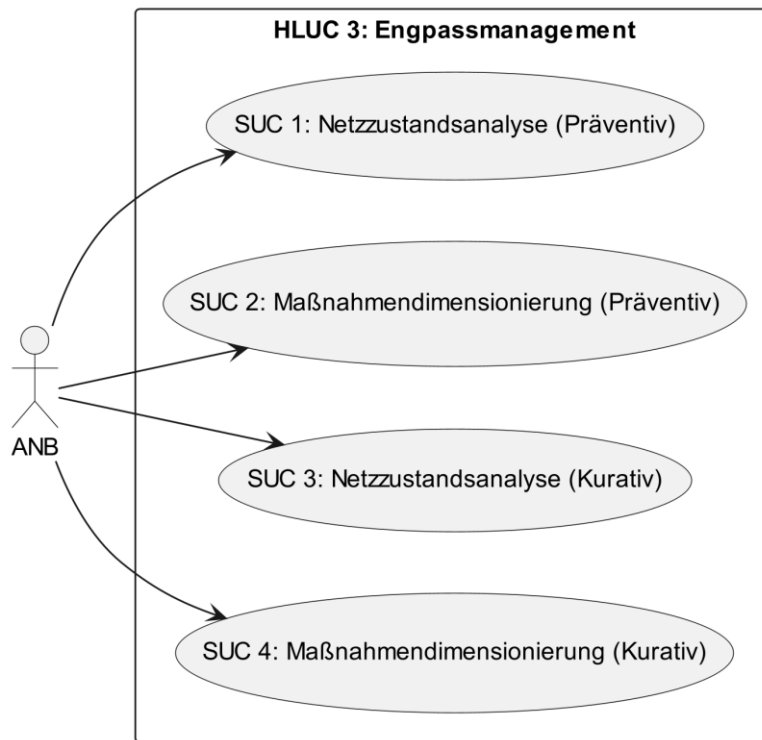 HLUC 3: Engpassmanagement
SUC 1: Netzzustandsanalyse (Präventiv)
SUC 2: Maßnahmendimensionierung (Präventiv)
ANB
SUC 3: Netzzustandsanalyse (Kurativ)
SUC 4: Maßnahmendimensionierung (Kurativ)